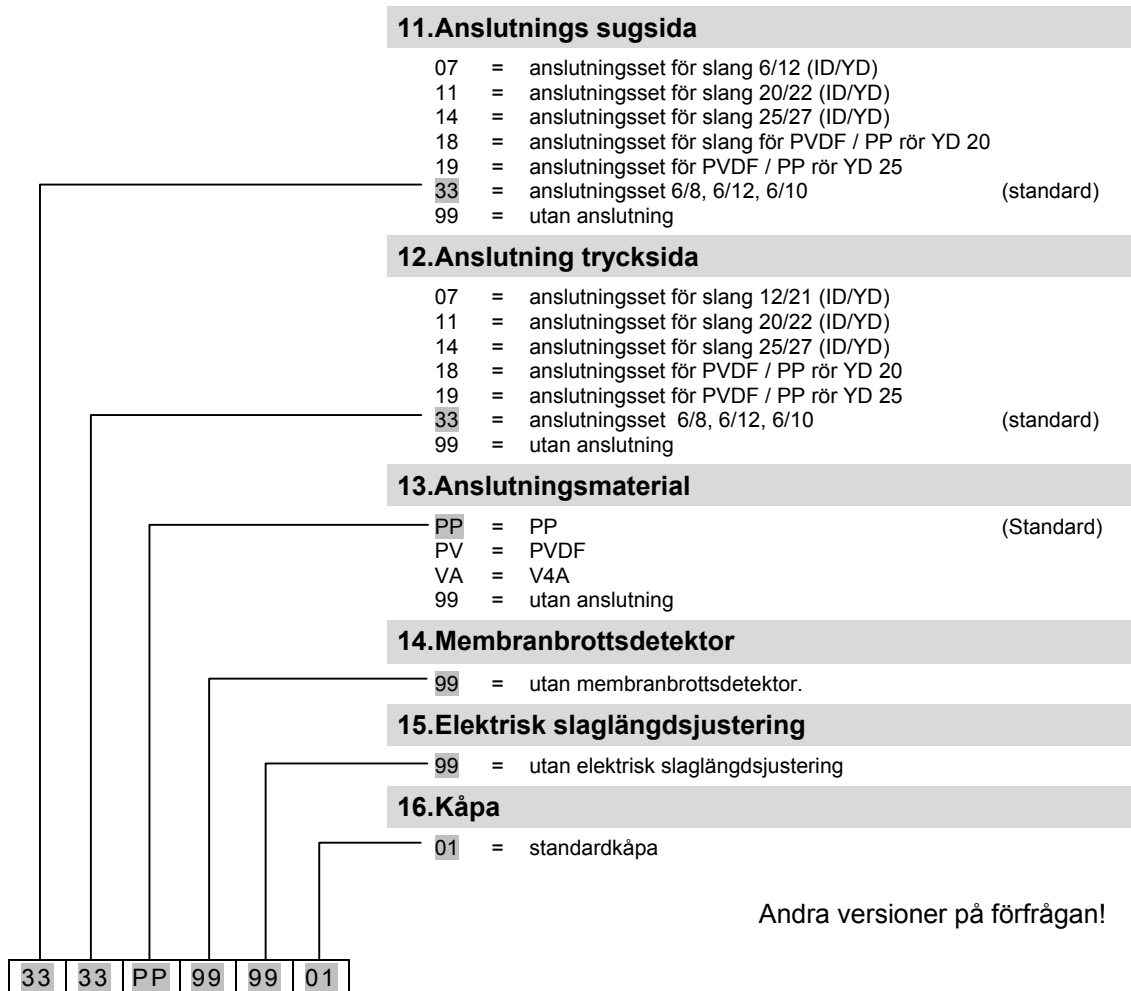 11.Anslutnings sugsida
07 = anslutningsset för slang 6/12 (ID/YD)
11 = anslutningsset för slang 20/22 (ID/YD)
14 = anslutningsset för slang 25/27 (ID/YD)
18 = anslutningsset för slang för PVDF / PP rör YD 20
19 = anslutningsset för PVDF / PP rör YD 25
33 = anslutningsset 6/8, 6/12, 6/10 (standard)
99 = utan anslutning
12.Anslutning trycksida
07 = anslutningsset för slang 12/21 (ID/YD)
11 = anslutningsset för slang 20/22 (ID/YD)
14 = anslutningsset för slang 25/27 (ID/YD)
18 = anslutningsset för PVDF / PP rör YD 20
19 = anslutningsset för PVDF / PP rör YD 25
33 = anslutningsset 6/8, 6/12, 6/10 (standard)
99 = utan anslutning
13.Anslutningsmaterial
PP = PP (Standard)
PV = PVDF
VA = V4A
99 = utan anslutning
14.Membranbrottsdetektor
99 = utan membranbrottsdetektor.
15.Elektrisk slaglängdsjustering
99 = utan elektrisk slaglängdsjustering
16.Kåpa
01 = standardkåpa
Andra versioner på förfrågan!
33 33 PP 99 99 01